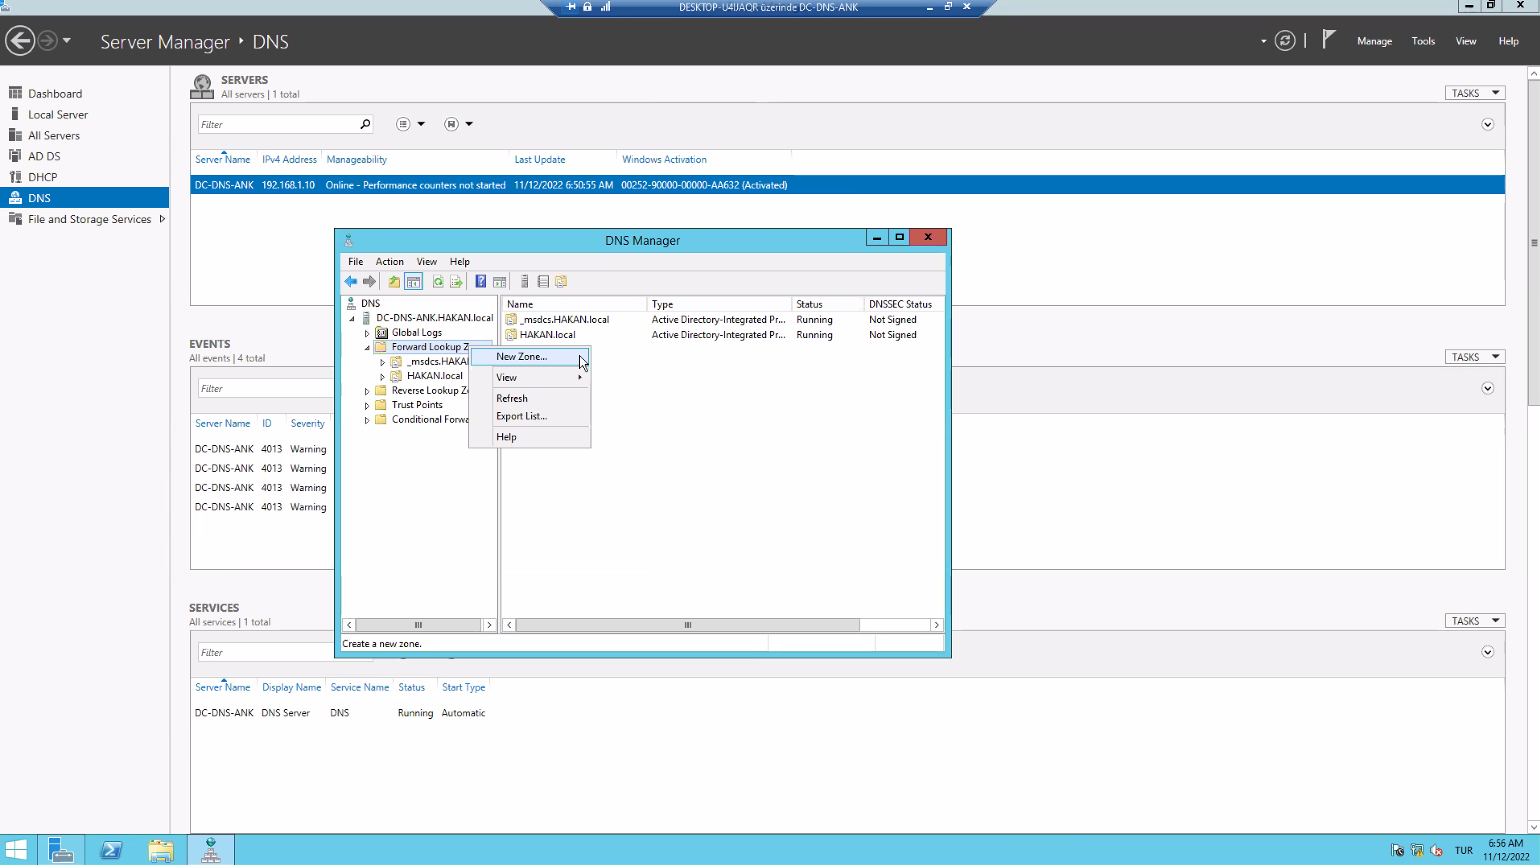 DESKTOP-U4IJAQR üzerinde DC-DNS-ANK
Server Manager ‣ DNS
Manage Tools View Help
Dashboard
Local Server
All Servers
AD DS
DHCP
DNS
File and Storage Services
SERVERS
All servers | 1 total
TASKS
Filter
Server Name IPv4 Address Manageability Last Update Windows Activation
DC-DNS-ANK 192.168.1.10 Online - Performance counters not started 11/12/2022 6:50:55 AM 00252-90000-00000-AA632 (Activated)
EVENTS
All events | 4 total
TASKS
Filter
Server Name ID Severity
DC-DNS-ANK 4013 Warning
DC-DNS-ANK 4013 Warning
DC-DNS-ANK 4013 Warning
DC-DNS-ANK 4013 Warning
DNS Manager
File Action View Help
DNS
DC-DNS-ANK.HAKAN.local
Global Logs
Forward Lookup Z
_msdcs.HAKAN
HAKAN.local
Reverse Lookup Zo
Trust Points
Conditional Forwa
Name Type Status DNSSEC Status
_msdcs.HAKAN.local Active Directory-Integrated Pr... Running Not Signed
HAKAN.local Active Directory-Integrated Pr... Running Not Signed
New Zone...
View
Refresh
Export List...
Help
Create a new zone.
SERVICES
All services | 1 total
TASKS
Filter
Server Name Display Name Service Name Status Start Type
DC-DNS-ANK DNS Server DNS Running Automatic
TUR
6:56 AM
11/12/2022